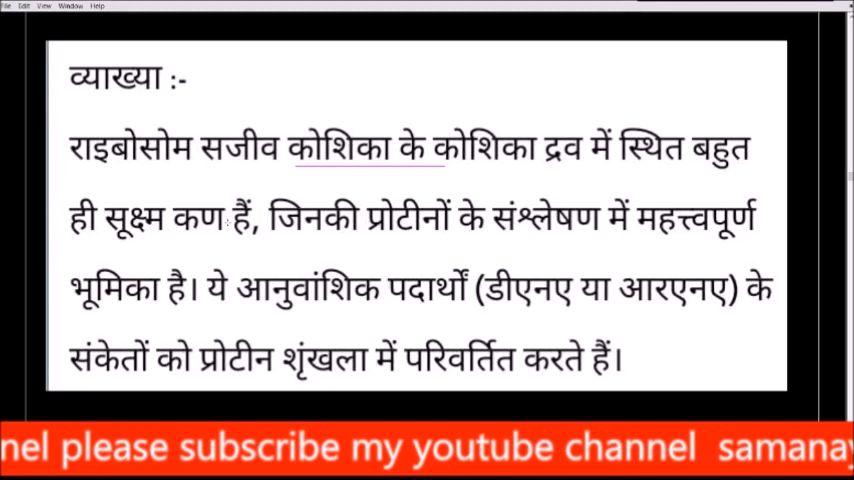 File Edit View Window Help
व्याख्या :-
राइबोसोम सजीव कोशिका के कोशिका द्रव में स्थित बहुत
ही सूक्ष्म कण हैं, जिनकी प्रोटीनों के संश्लेषण में महत्त्वपूर्ण
भूमिका है। ये आनुवांशिक पदार्थों (डीएनए या आरएनए) के
संकेतों को प्रोटीन शृंखला में परिवर्तित करते हैं।
nel please subscribe my youtube channel samanay